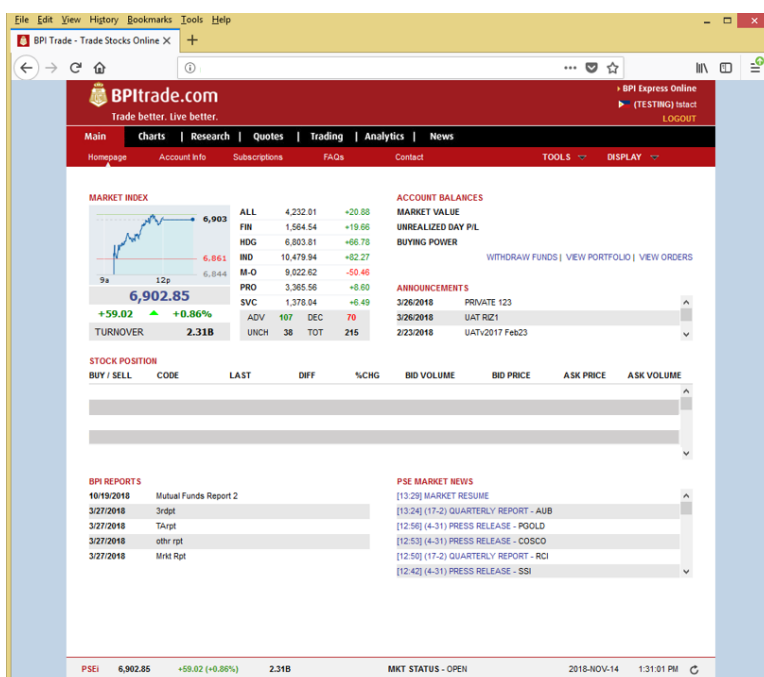 File Edit View History Bookmarks Tools Help
BPI Trade - Trade Stocks Online
BPItrade.com
Trade better. Live better.
BPI Express Online
(TESTING) tstact
LOGOUT
Main Charts | Research | Quotes | Trading | Analytics | News
Homepage Account Info Subscriptions FAQs Contact TOOLS DISPLAY
MARKET INDEX
6,903
6,861
6,844
9a 12p
6,902.85
+59.02 +0.86%
TURNOVER 2.31B
ALL 4,232.01 +20.88
FIN 1,564.54 +19.66
HDG 6,803.81 +66.78
IND 10,479.94 +82.27
M-O 9,022.62 -50.46
PRO 3,365.56 +8.60
SVC 1,378.04 +6.49
ADV 107 DEC 70
UNCH 38 TOT 215
ACCOUNT BALANCES
MARKET VALUE
UNREALIZED DAY P/L
BUYING POWER
WITHDRAW FUNDS | VIEW PORTFOLIO | VIEW ORDERS
ANNOUNCEMENTS
3/26/2018 PRIVATE 123
3/26/2018 UAT RIZ1
2/23/2018 UATv2017 Feb23
STOCK POSITION
BUY / SELL CODE LAST DIFF %CHG BID VOLUME BID PRICE ASK PRICE ASK VOLUME
BPI REPORTS
10/19/2018 Mutual Funds Report 2
3/27/2018 3rdpt
3/27/2018 TArpt
3/27/2018 othr rpt
3/27/2018 Mrkt Rpt
PSE MARKET NEWS
[13:29] MARKET RESUME
[13:24] (17-2) QUARTERLY REPORT - AUB
[12:56] (4-31) PRESS RELEASE - PGOLD
[12:53] (4-31) PRESS RELEASE - COSCO
[12:50] (17-2) QUARTERLY REPORT - RCI
[12:42] (4-31) PRESS RELEASE - SSI
PSEi 6,902.85 +59.02 (+0.86%) 2.31B MKT STATUS - OPEN 2018-NOV-14 1:31:01 PM